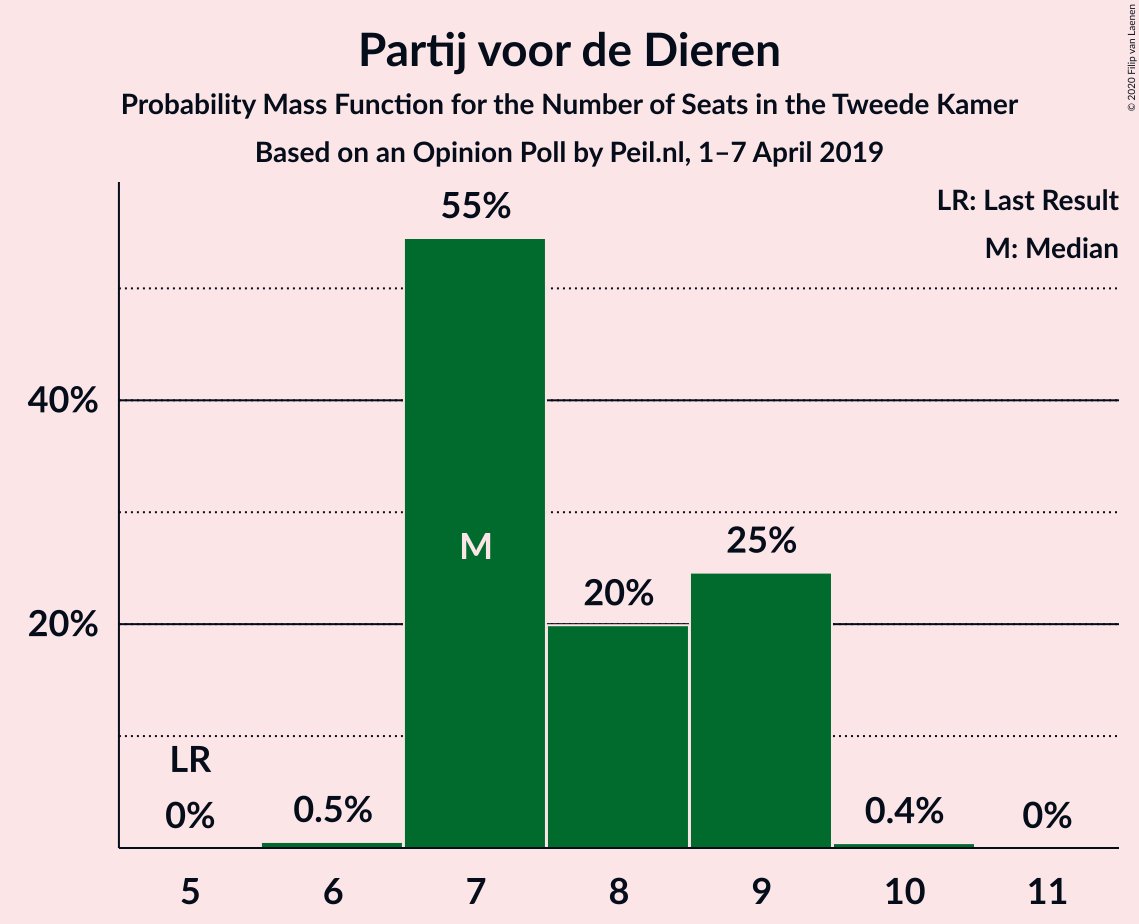 Partij voor de Dieren
Probability Mass Function for the Number of Seats in the Tweede Kamer
Based on an Opinion Poll by Peil.nl, 1–7 April 2019
© 2020 Filip van Laenen
LR: Last Result
M: Median
55%
40%
M
25%
20%
20%
LR
0%
0.5%
0.4%
0%
5 6 7 8 9 10 11